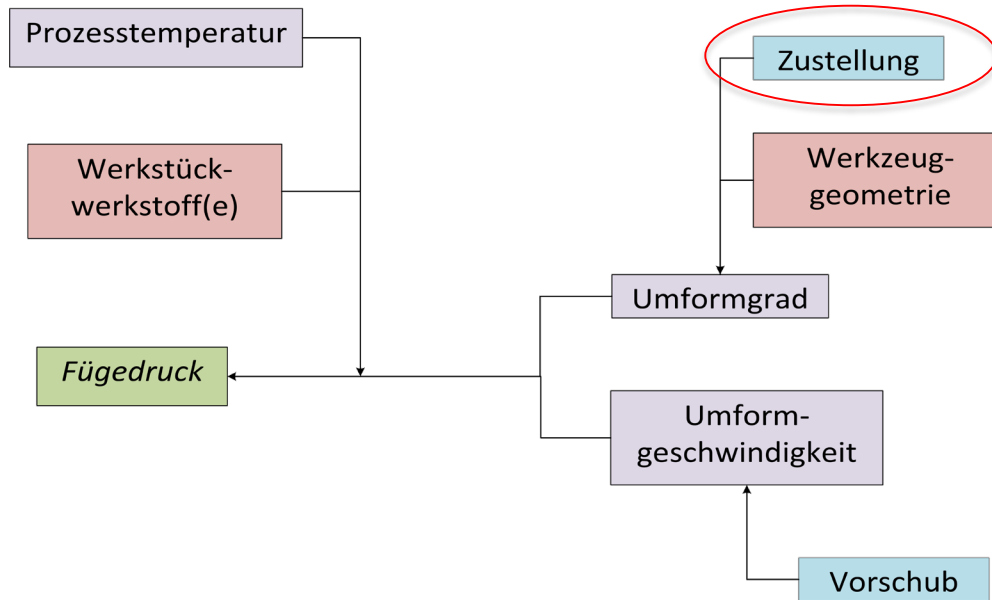 Prozesstemperatur
Zustellung
Werkstück-
werkstoff(e)
Werkzeug-
geometrie
Umformgrad
Fügedruck
Umform-
geschwindigkeit
Vorschub